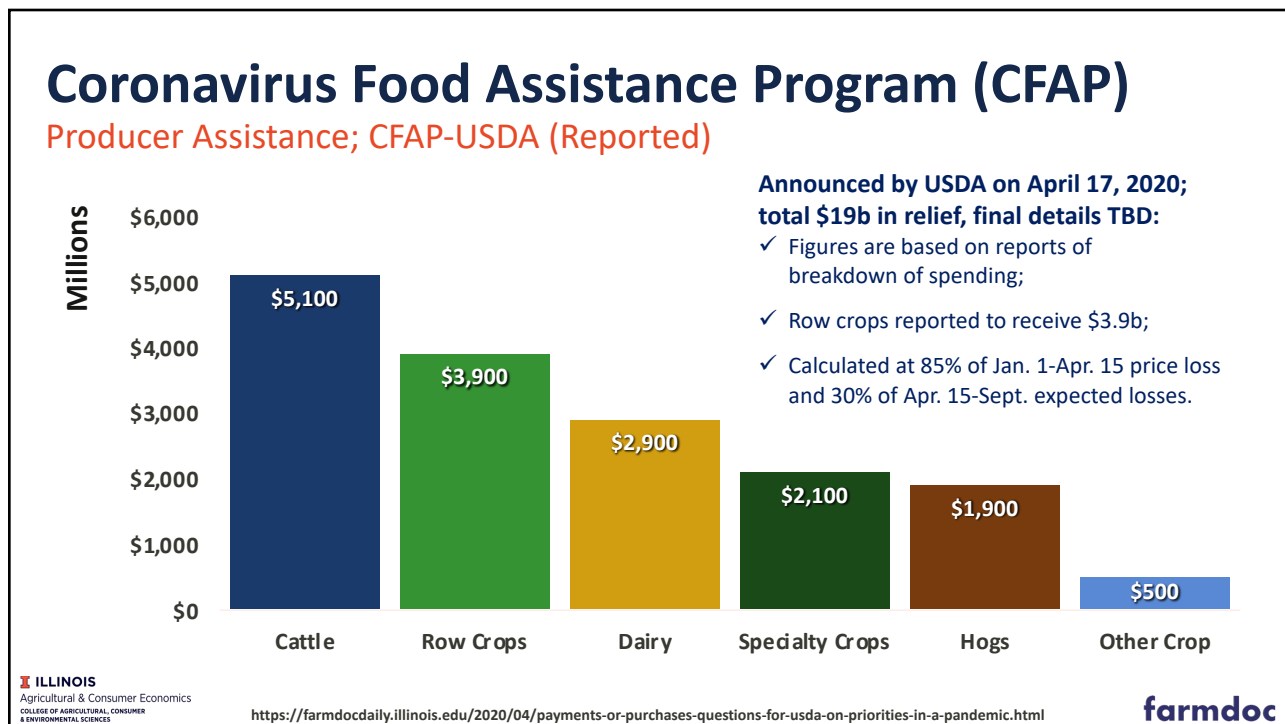 Coronavirus Food Assistance Program (CFAP)
Producer Assistance; CFAP-USDA (Reported)
Announced by USDA on April 17, 2020;
total $19b in relief, final details TBD:
✓ Figures are based on reports of
breakdown of spending;
✓ Row crops reported to receive $3.9b;
✓ Calculated at 85% of Jan. 1-Apr. 15 price loss
and 30% of Apr. 15-Sept. expected losses.
Millions
$6,000
$5,000
$4,000
$3,000
$2,000
$1,000
$0
$5,100
$3,900
$2,900
$2,100
$1,900
$500
Cattle
Row Crops
Dairy
Specialty Crops
Hogs
Other Crop
I ILLINOIS
Agricultural & Consumer Economics
COLLEGE OF AGRICULTURAL, CONSUMER
& ENVIRONMENTAL SCIENCES
https://farmdocdaily.illinois.edu/2020/04/payments-or-purchases-questions-for-usda-on-priorities-in-a-pandemic.html
farmdoc